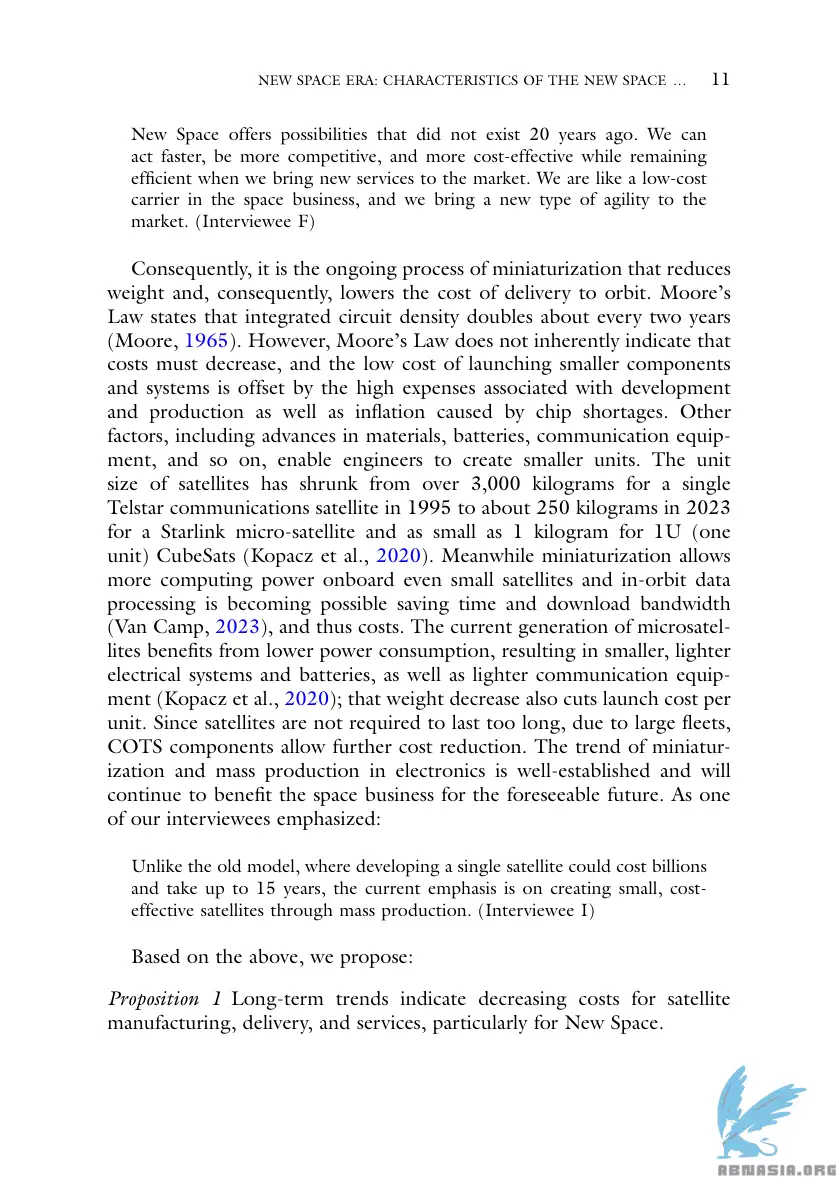 NEW SPACE ERA: CHARACTERISTICS OF THE NEW SPACE … 11
New Space offers possibilities that did not exist 20 years ago. We can
act faster, be more competitive, and more cost-effective while remaining
efficient when we bring new services to the market. We are like a low-cost
carrier in the space business, and we bring a new type of agility to the
market. (Interviewee F)
Consequently, it is the ongoing process of miniaturization that reduces
weight and, consequently, lowers the cost of delivery to orbit. Moore's
Law states that integrated circuit density doubles about every two years
(Moore, 1965). However, Moore's Law does not inherently indicate that
costs must decrease, and the low cost of launching smaller components
and systems is offset by the high expenses associated with development
and production as well as inflation caused by chip shortages. Other
factors, including advances in materials, batteries, communication equip-
ment, and so on, enable engineers to create smaller units. The unit
size of satellites has shrunk from over 3,000 kilograms for a single
Telstar communications satellite in 1995 to about 250 kilograms in 2023
for a Starlink micro-satellite and as small as 1 kilogram for 1U (one
unit) CubeSats (Kopacz et al., 2020). Meanwhile miniaturization allows
more computing power onboard even small satellites and in-orbit data
processing is becoming possible saving time and download bandwidth
(Van Camp, 2023), and thus costs. The current generation of microsatel-
lites benefits from lower power consumption, resulting in smaller, lighter
electrical systems and batteries, as well as lighter communication equip-
ment (Kopacz et al., 2020); that weight decrease also cuts launch cost per
unit. Since satellites are not required to last too long, due to large fleets,
COTS components allow further cost reduction. The trend of miniatur-
ization and mass production in electronics is well-established and will
continue to benefit the space business for the foreseeable future. As one
of our interviewees emphasized:
Unlike the old model, where developing a single satellite could cost billions
and take up to 15 years, the current emphasis is on creating small, cost-
effective satellites through mass production. (Interviewee I)
Based on the above, we propose:
Proposition 1 Long-term trends indicate decreasing costs for satellite
manufacturing, delivery, and services, particularly for New Space.
ABNASIA.ORG